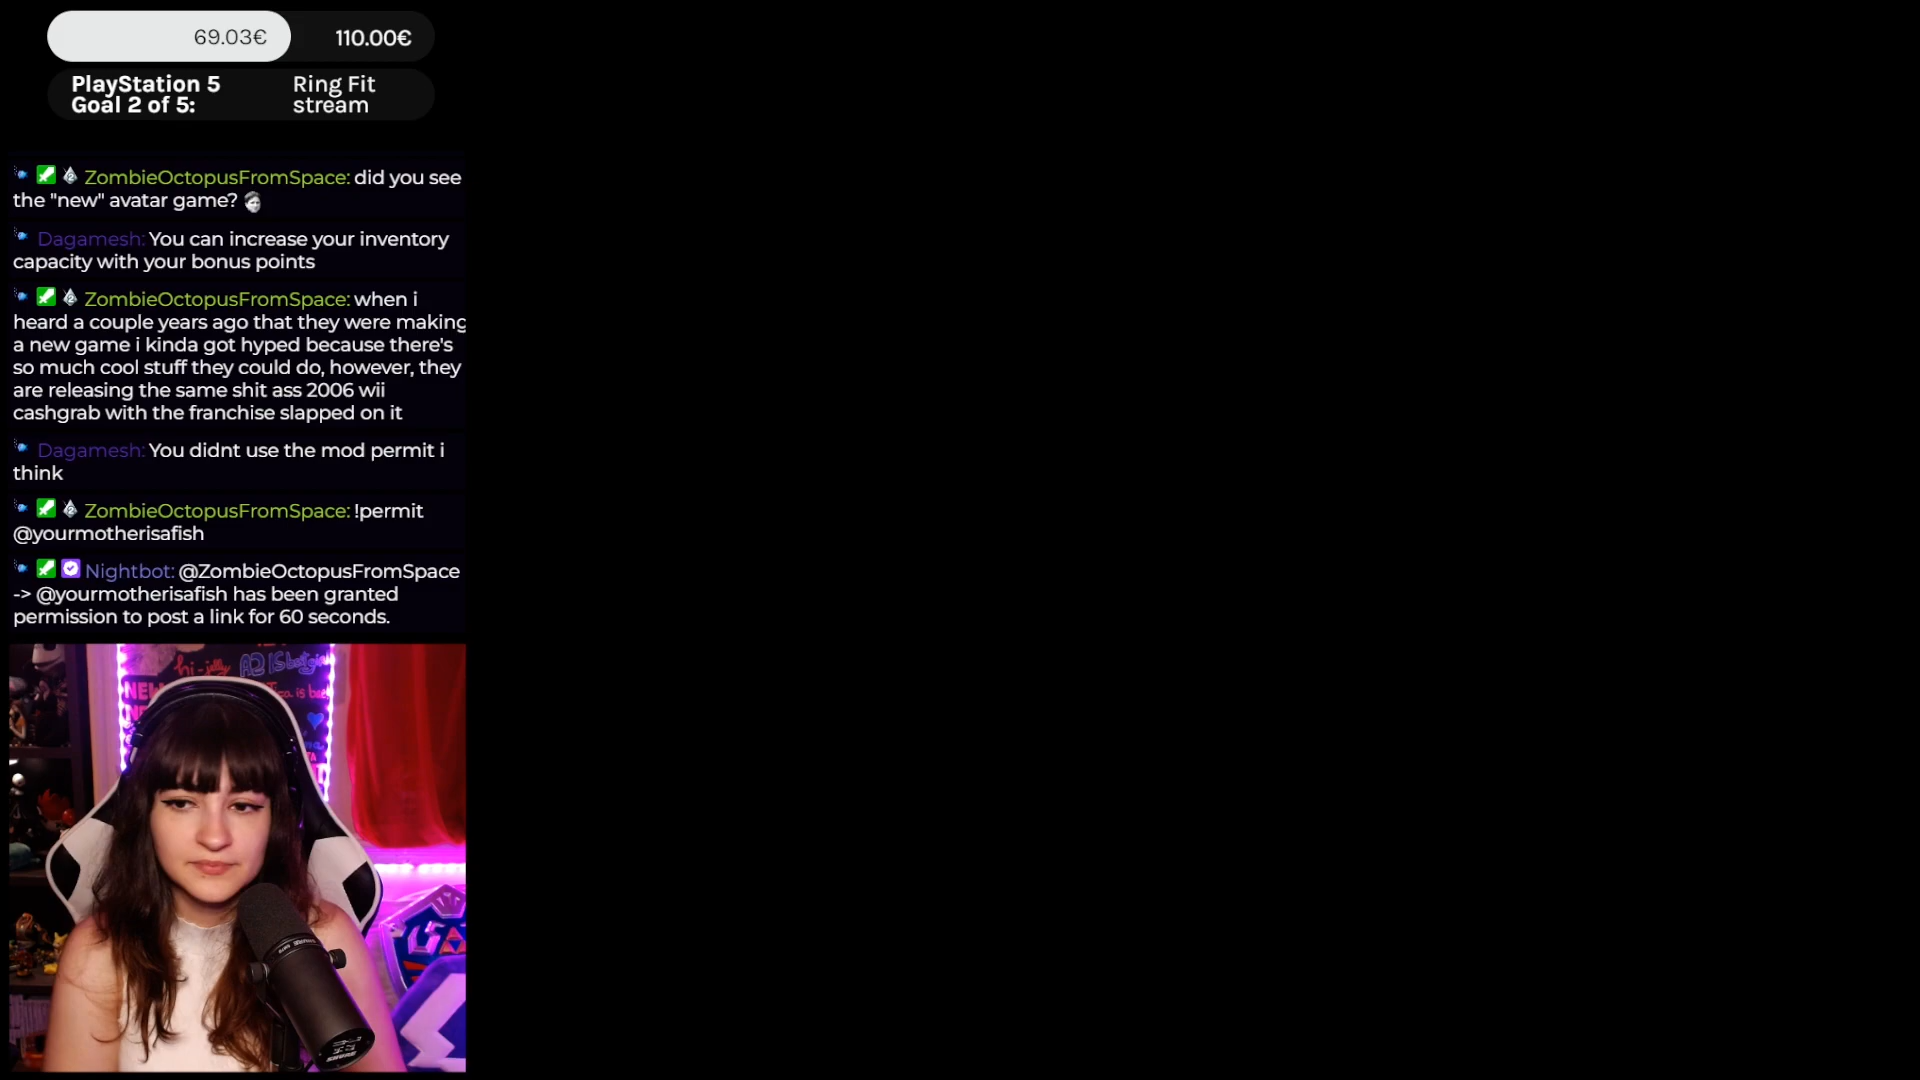 69.03€ 110.00€
PlayStation 5
Goal 2 of 5:
Ring Fit
stream
ZombieOctopusFromSpace: did you see
the "new" avatar game?
Dagamesh: You can increase your inventory
capacity with your bonus points
ZombieOctopusFromSpace: when i
heard a couple years ago that they were making
a new game i kinda got hyped because there's
so much cool stuff they could do, however, they
are releasing the same shit ass 2006 wii
cashgrab with the franchise slapped on it
Dagamesh: You didnt use the mod permit i
think
ZombieOctopusFromSpace: !permit
@yourmotherisafish
Nightbot: @ZombieOctopusFromSpace
-> @yourmotherisafish has been granted
permission to post a link for 60 seconds.
hi-jelly
NEW
is
SHURE